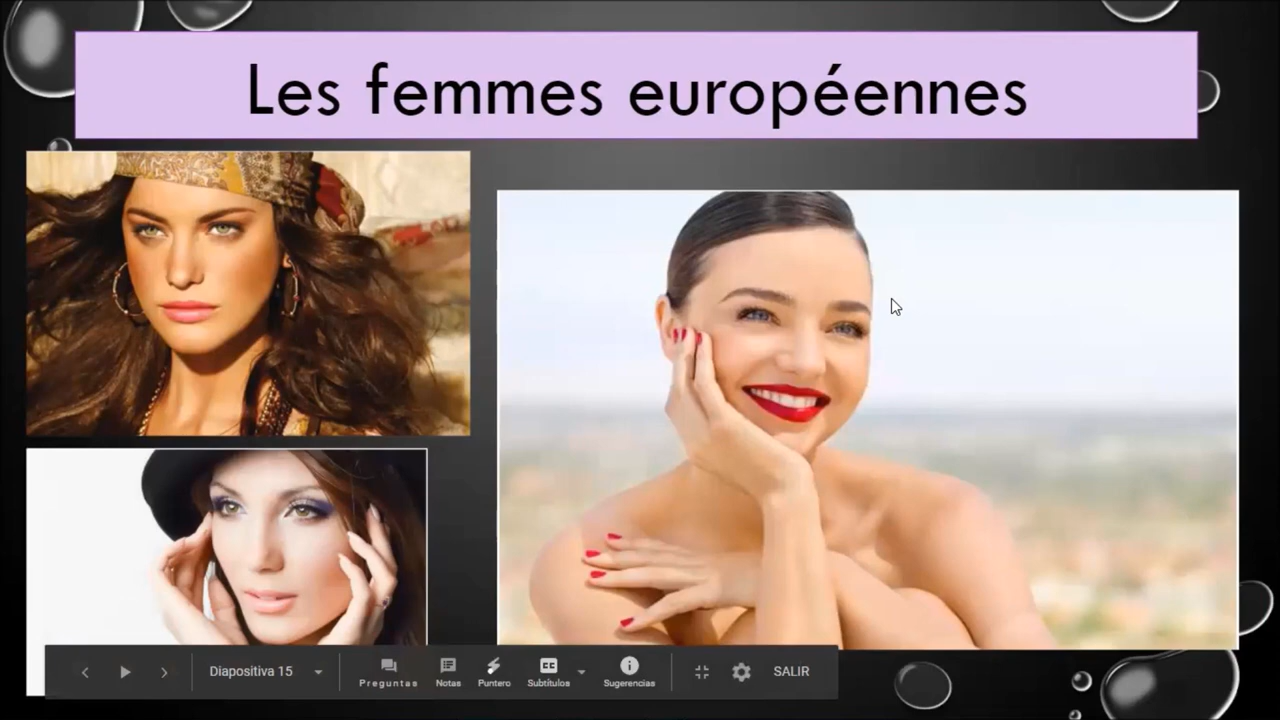 Les femmes européennes
Diapositiva 15
Preguntas
Notas
Puntero
Subtítulos
Sugerencias
SALIR